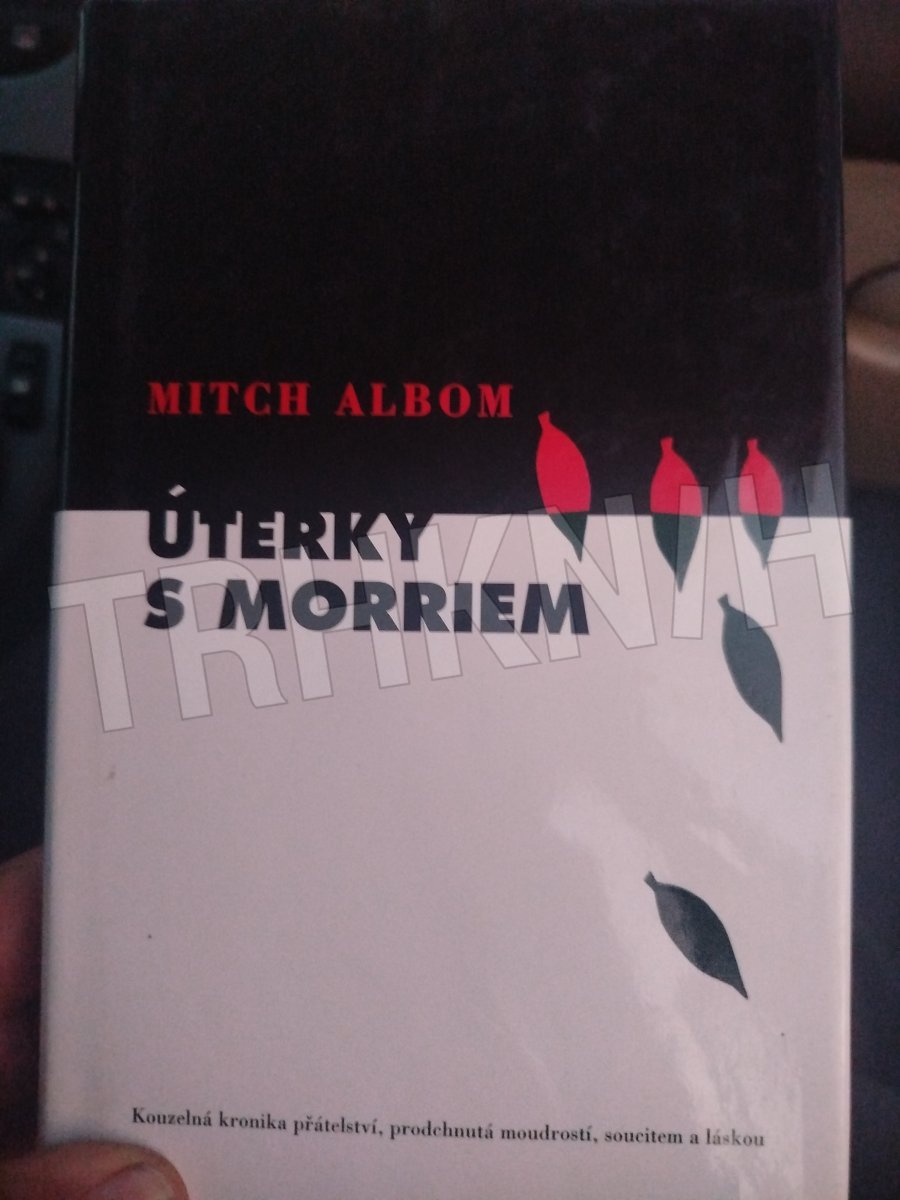 MITCH ALBOM
ÚTERKY
S MORRIEM
TRHKNIH
Kouzelná kronika přátelství, prodchnutá moudrostí, soucitem a láskou